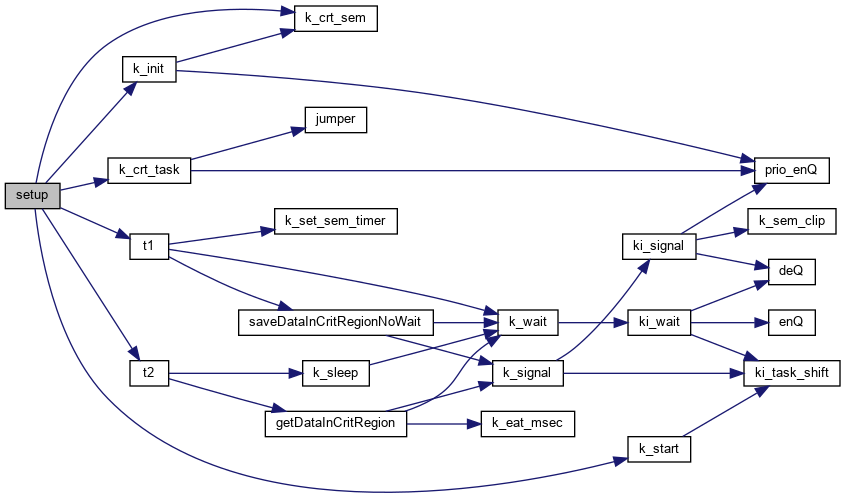 k_crt_sem
k_init
jumper
k_crt_task
prio_enQ
setup
k_set_sem_timer
k_sem_clip
t1
ki_signal
deQ
saveDataInCritRegionNoWait
k_wait
ki_wait
enQ
t2
k_sleep
k_signal
ki_task_shift
getDataInCritRegion
k_eat_msec
k_start